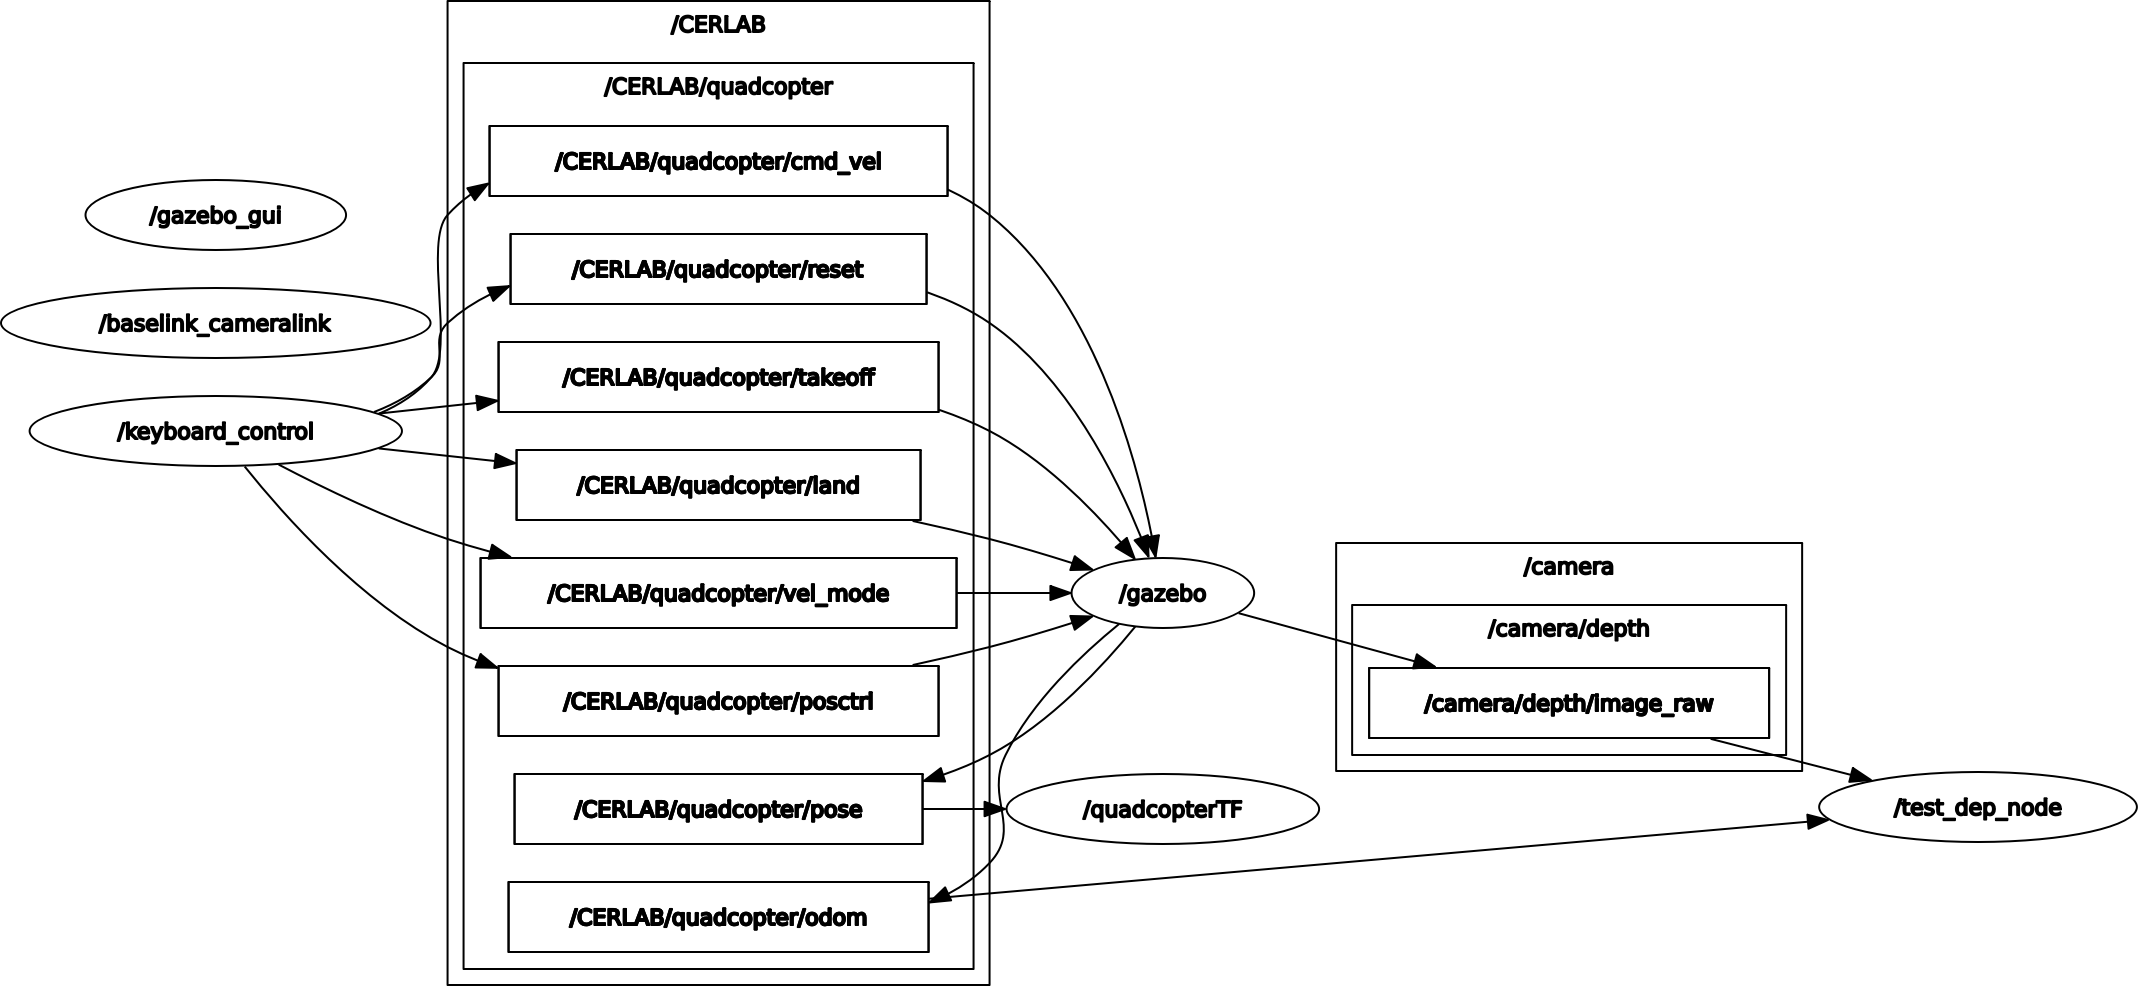 /CERLAB
/CERLAB/quadcopter
/CERLAB/quadcopter/cmd_vel
/gazebo_gui
/CERLAB/quadcopter/reset
/baselink_cameralink
/CERLAB/quadcopter/takeoff
/keyboard_control
/CERLAB/quadcopter/land
/CERLAB/quadcopter/vel_mode
/gazebo
/camera
/camera/depth
/CERLAB/quadcopter/posctrl
/camera/depth/image_raw
/CERLAB/quadcopter/pose
/quadcopterTF
/test_dep_node
/CERLAB/quadcopter/odom